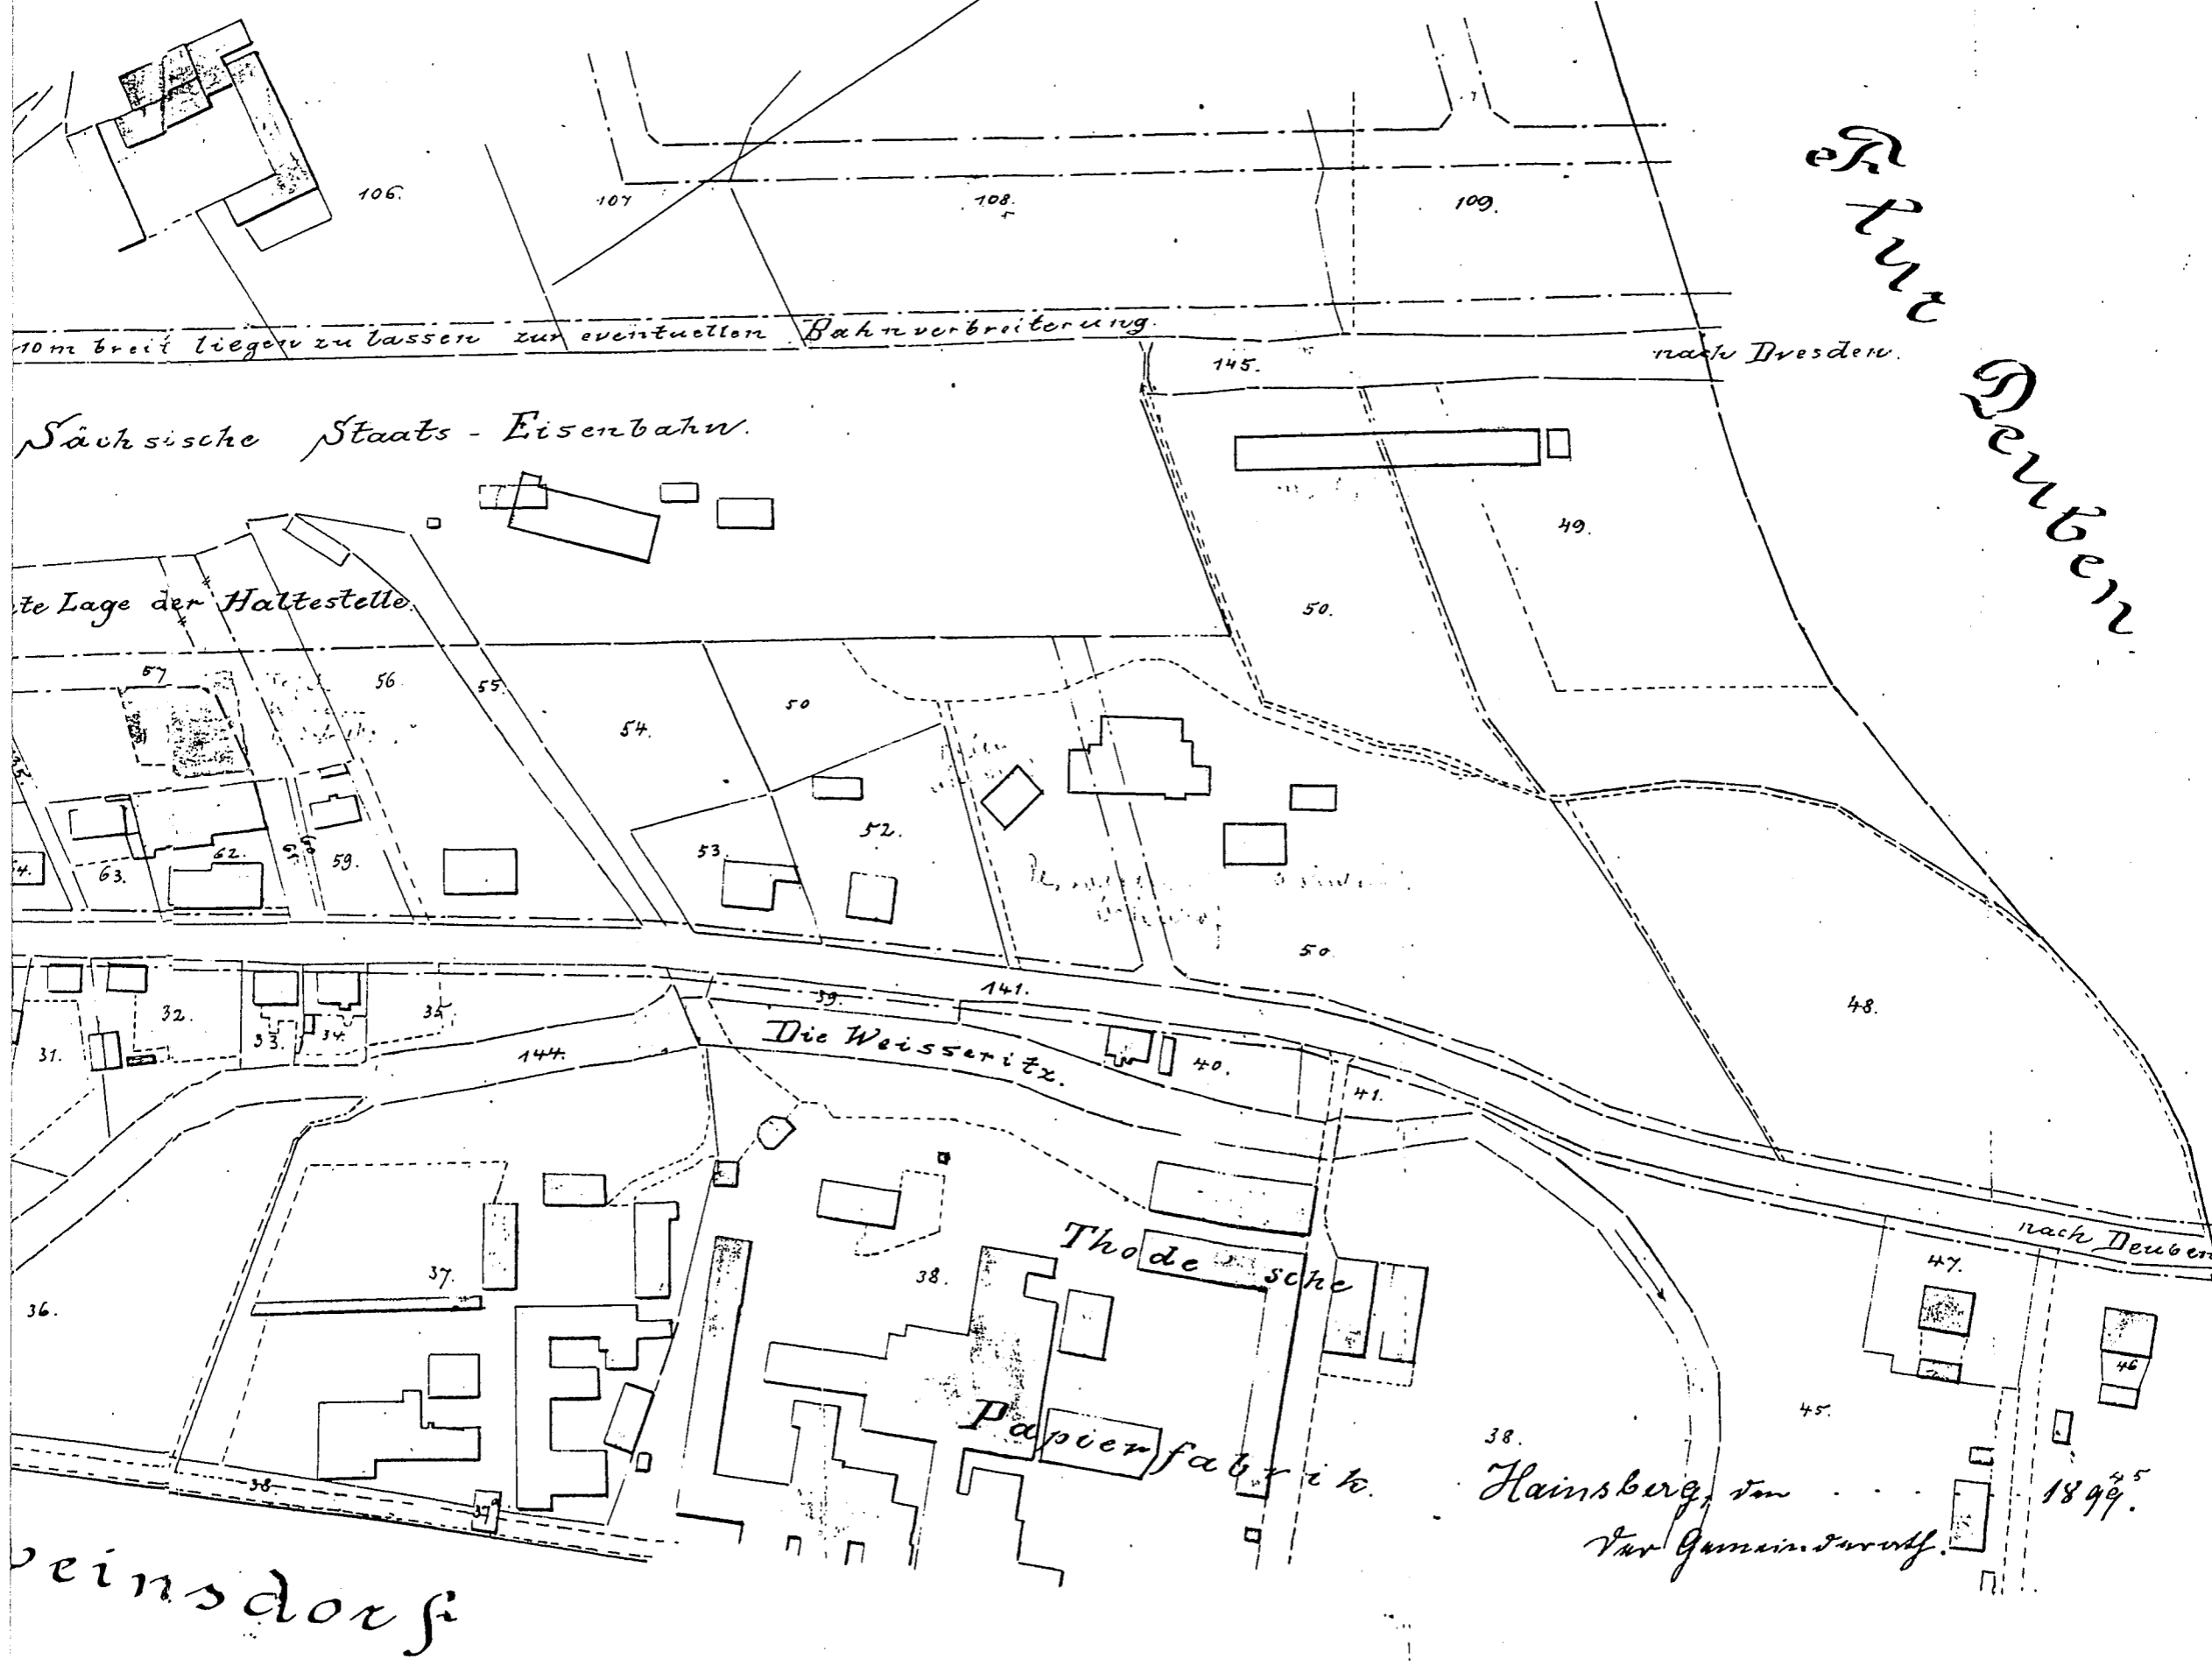 106.
107
108.
109.
Flur
Deuben.
10 m breit liegen zu lassen zur eventuellen Bahnverbreiterung.
145.
nach Dresden.
Sächsische Staats - Eisenbahn.
49.
50.
te Lage der Haltestelle.
57
56.
55.
54.
50
53.
52.
62.
63.
59.
50.
48.
32.
33.
34.
35.
39.
141.
31.
144.
Die Weisseritz.
40.
41.
nach Deuben
47.
46
37.
38.
36.
Thode sche
Papierfabrik.
45.
38.
38.
Hainsberg, den . . . 1899.
45
Der Gemeinderath.
weinsdorf